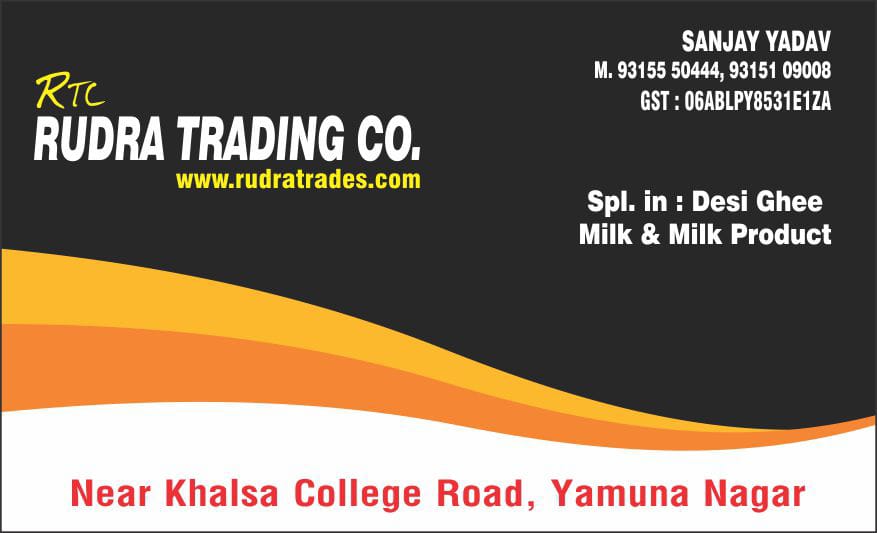 RTC
RUDRA TRADING CO.
www.rudratrades.com
SANJAY YADAV
M. 93155 50444, 93151 09008
GST : 06ABLPY8531E1ZA
Spl. in : Desi Ghee
Milk & Milk Product
Near Khalsa College Road, Yamuna Nagar